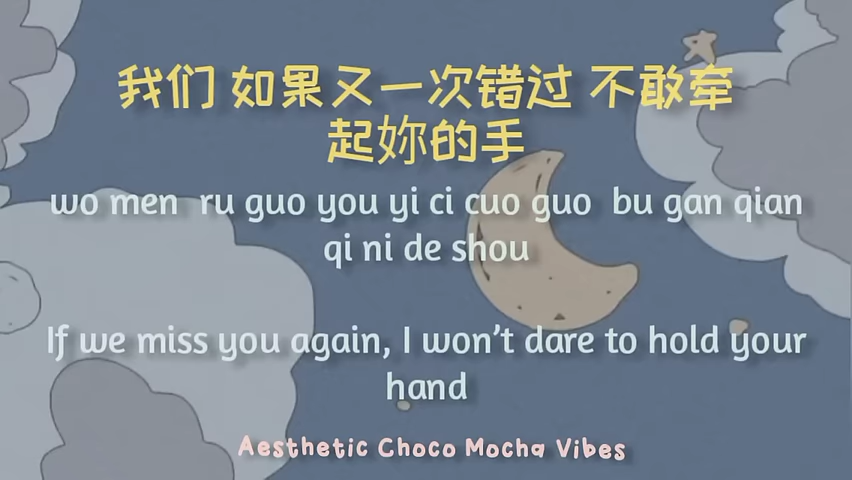 我们 如果又一次错过 不敢牵
起妳的手
wo men ru guo you yi ci cuo guo bu gan qian
qi ni de shou
If we miss you again, I won't dare to hold your
hand
Aesthetic Choco Mocha Vibes